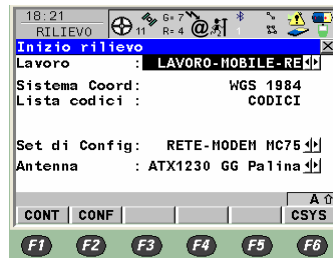 18:21
RILIEVO
11
G= 7
R= 4
1
Inizio rilievo
Lavoro : LAVORO-MOBILE-RE
Sistema Coord: WGS 1984
Lista codici : CODICI
Set di Config: RETE-MODEM MC75
Antenna : ATX1230 GG Palina
A
CONT CONF CSYS
F1 F2 F3 F4 F5 F6